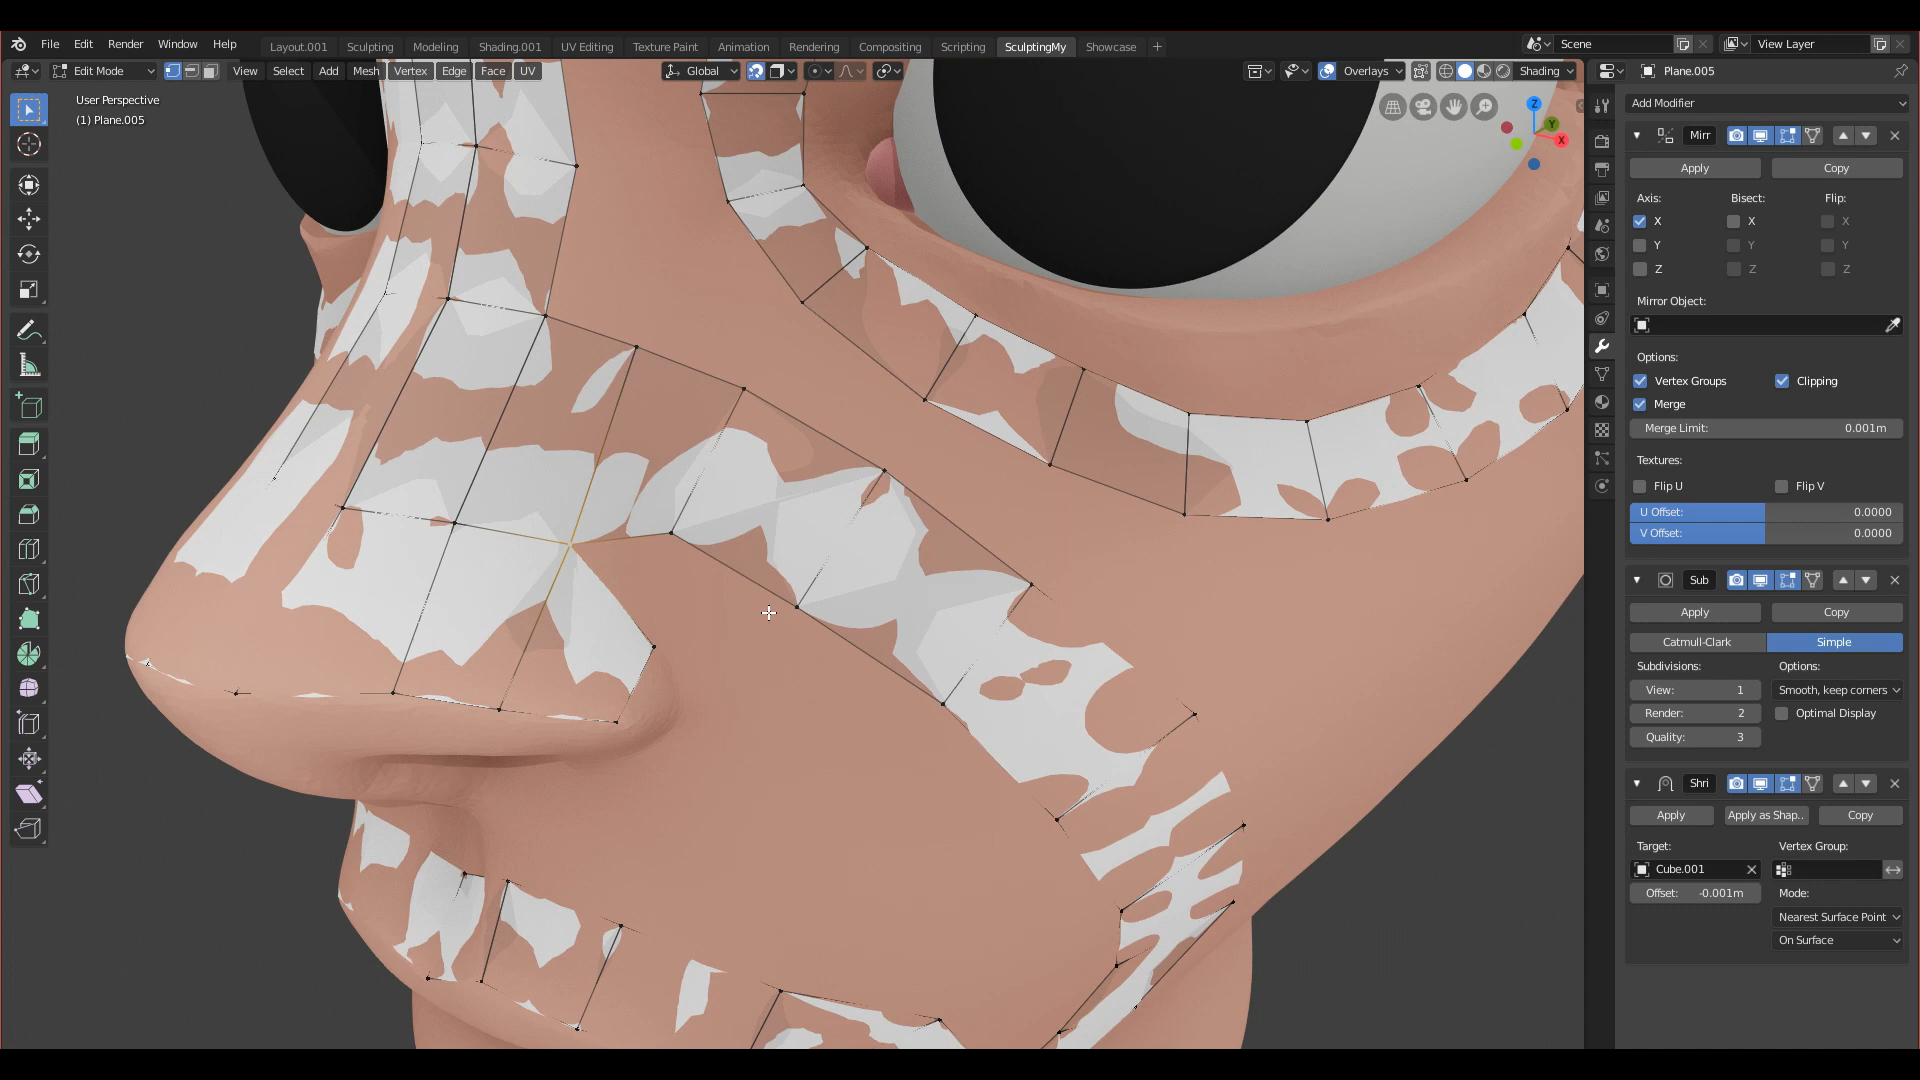 File Edit Render Window Help Layout.001 Sculpting Modeling Shading.001 UV Editing Texture Paint Animation Rendering Compositing Scripting SculptingMy Showcase + Scene View Layer
Edit Mode View Select Add Mesh Vertex Edge Face UV Global Overlays Shading Plane.005
User Perspective
(1) Plane.005
Z
Y
X
Add Modifier
Mirr
Apply Copy
Axis: Bisect: Flip:
X X X
Y Y Y
Z Z Z
Mirror Object:
Options:
Vertex Groups Clipping
Merge
Merge Limit: 0.001m
Textures:
Flip U Flip V
U Offset: 0.0000
V Offset: 0.0000
Sub
Apply Copy
Catmull-Clark Simple
Subdivisions: Options:
View: 1 Smooth, keep corners
Render: 2 Optimal Display
Quality: 3
Shri
Apply Apply as Shap.. Copy
Target: Vertex Group:
Cube.001
Offset: -0.001m Mode:
Nearest Surface Point
On Surface